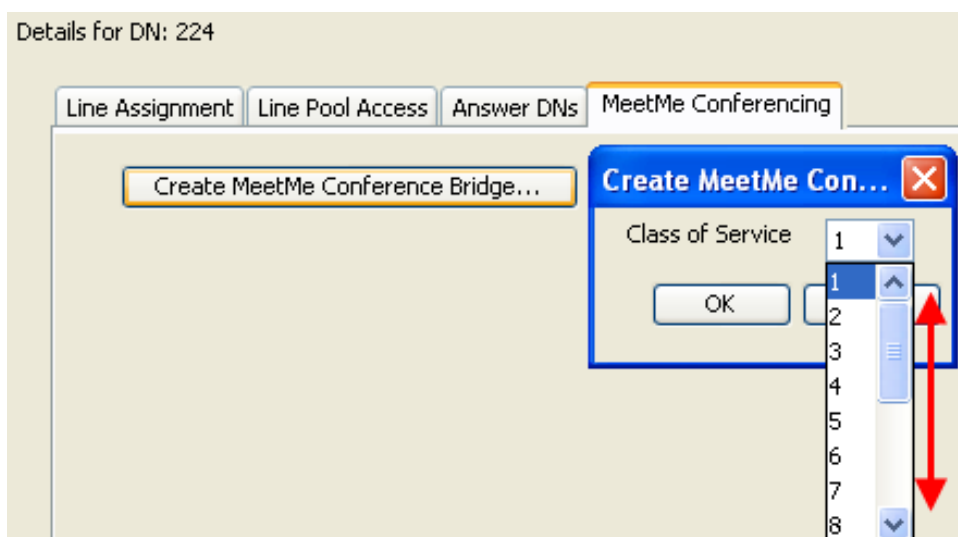 Details for DN: 224
Line Assignment Line Pool Access Answer DNs MeetMe Conferencing
Create MeetMe Conference Bridge...
Create MeetMe Con...
Class of Service 1
OK
1
2
3
4
5
6
7
8